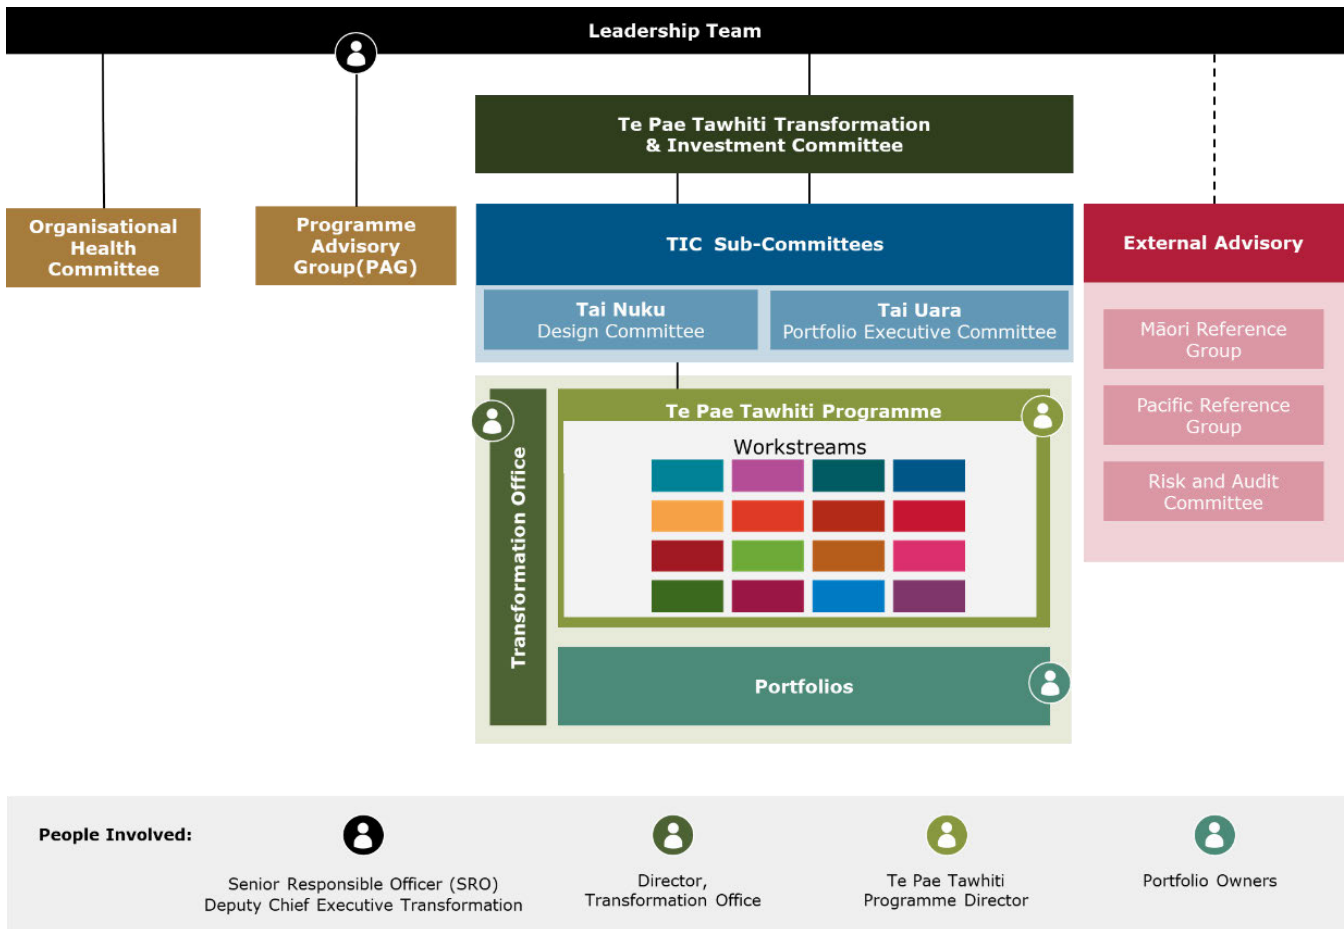 Leadership Team
Te Pae Tawhiti Transformation
& Investment Committee
Organisational
Health
Committee
Programme
Advisory
Group(PAG)
TIC Sub-Committees
External Advisory
Tai Nuku
Design Committee
Tai Uara
Portfolio Executive Committee
Māori Reference
Group
Pacific Reference
Group
Risk and Audit
Committee
Transformation Office
Te Pae Tawhiti Programme
Workstreams
Portfolios
People Involved:
Senior Responsible Officer (SRO)
Deputy Chief Executive Transformation
Director,
Transformation Office
Te Pae Tawhiti
Programme Director
Portfolio Owners